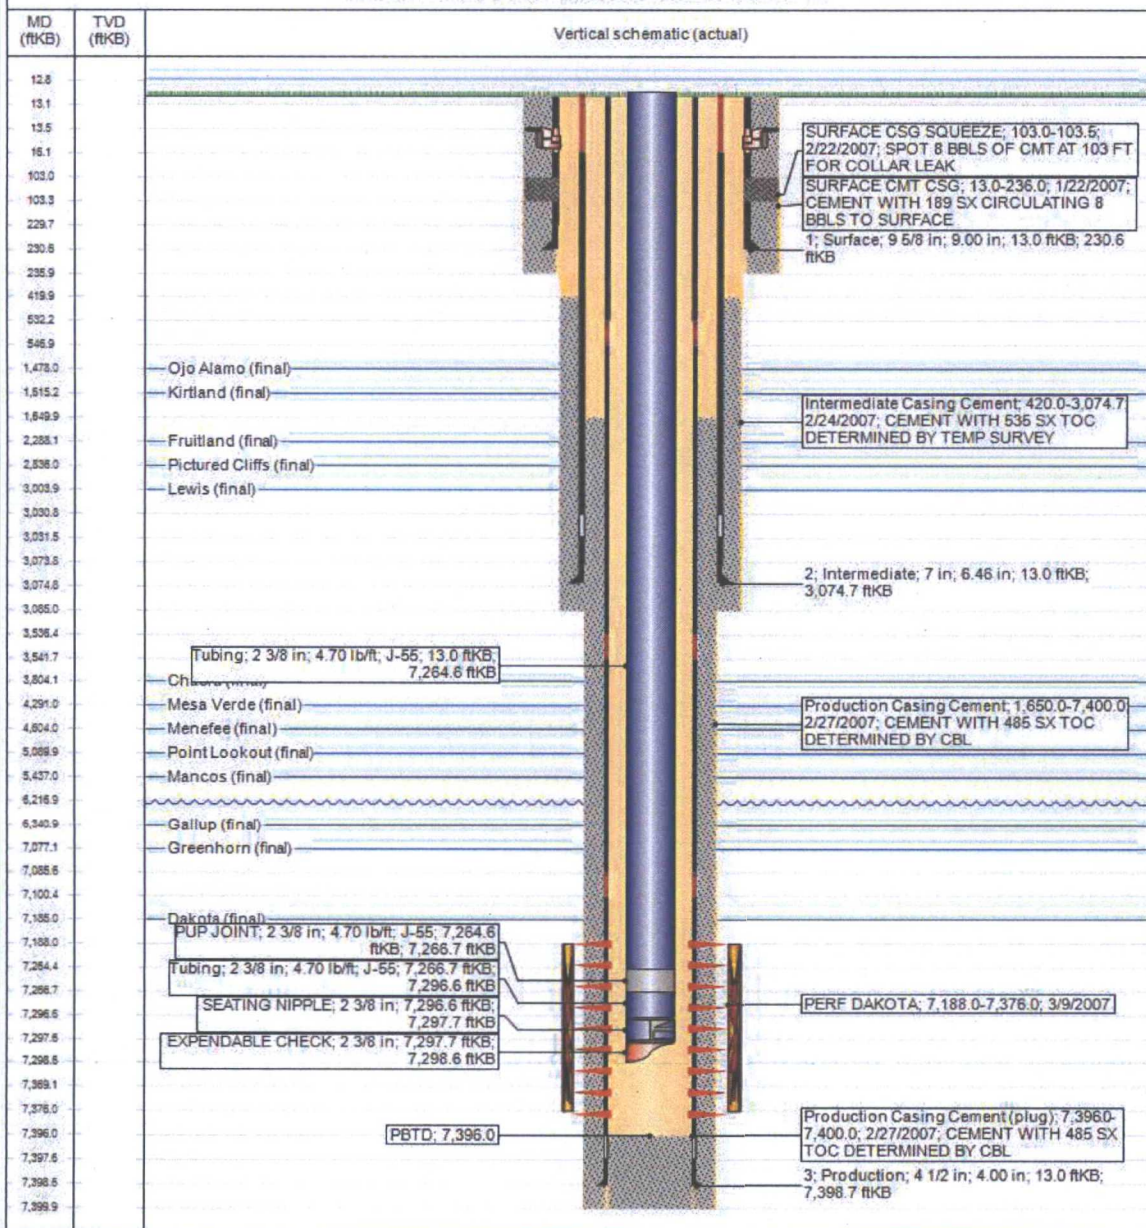 MD
(ftKB)
TVD
(ftKB)
Vertical schematic (actual)
12.8
13.1
13.5
16.1
103.0
103.3
229.7
230.6
235.9
419.9
532.2
546.9
1,478.0
1,515.2
1,649.9
2,288.1
2,836.0
3,003.9
3,030.8
3,031.5
3,073.8
3,074.8
3,085.0
3,536.4
3,541.7
3,804.1
4,291.0
4,604.0
5,089.9
5,437.0
6,216.9
6,340.9
7,077.1
7,085.6
7,100.4
7,185.0
7,188.0
7,264.4
7,266.7
7,296.6
7,297.6
7,298.6
7,369.1
7,376.0
7,396.0
7,397.6
7,398.6
7,399.9
SURFACE CSG SQUEEZE; 103.0-103.5;
2/22/2007; SPOT 8 BBLS OF CMT AT 103 FT
FOR COLLAR LEAK
SURFACE CMT CSG; 13.0-236.0; 1/22/2007;
CEMENT WITH 189 SX CIRCULATING 8
BBLS TO SURFACE
1; Surface; 9 5/8 in; 9.00 in; 13.0 ftKB; 230.6
ftKB
Ojo Alamo (final)
Kirtland (final)
Intermediate Casing Cement; 420.0-3,074.7;
2/24/2007; CEMENT WITH 535 SX TOC
DETERMINED BY TEMP SURVEY
Fruitland (final)
Pictured Cliffs (final)
Lewis (final)
2; Intermediate; 7 in; 6.46 in; 13.0 ftKB;
3,074.7 ftKB
Tubing; 2 3/8 in; 4.70 lb/ft; J-55; 13.0 ftKB;
7,264.6 ftKB
(final)
Mesa Verde (final)
Menefee (final)
Production Casing Cement; 1,650.0-7,400.0;
2/27/2007; CEMENT WITH 485 SX TOC
DETERMINED BY CBL
Point Lookout (final)
Mancos (final)
Gallup (final)
Greenhorn (final)
Dakota (final)
PUP JOINT; 2 3/8 in; 4.70 lb/ft; J-55; 7,264.6
ftKB; 7,266.7 ftKB
Tubing; 2 3/8 in; 4.70 lb/ft; J-55; 7,266.7 ftKB;
7,296.6 ftKB
SEATING NIPPLE; 2 3/8 in; 7,296.6 ftKB;
7,297.7 ftKB
EXPENDABLE CHECK; 2 3/8 in; 7,297.7 ftKB;
7,298.6 ftKB
PERF DAKOTA; 7,188.0-7,376.0; 3/9/2007
PBTD; 7,396.0
Production Casing Cement (plug); 7,396.0-
7,400.0; 2/27/2007; CEMENT WITH 485 SX
TOC DETERMINED BY CBL
3; Production; 4 1/2 in; 4.00 in; 13.0 ftKB;
7,398.7 ftKB